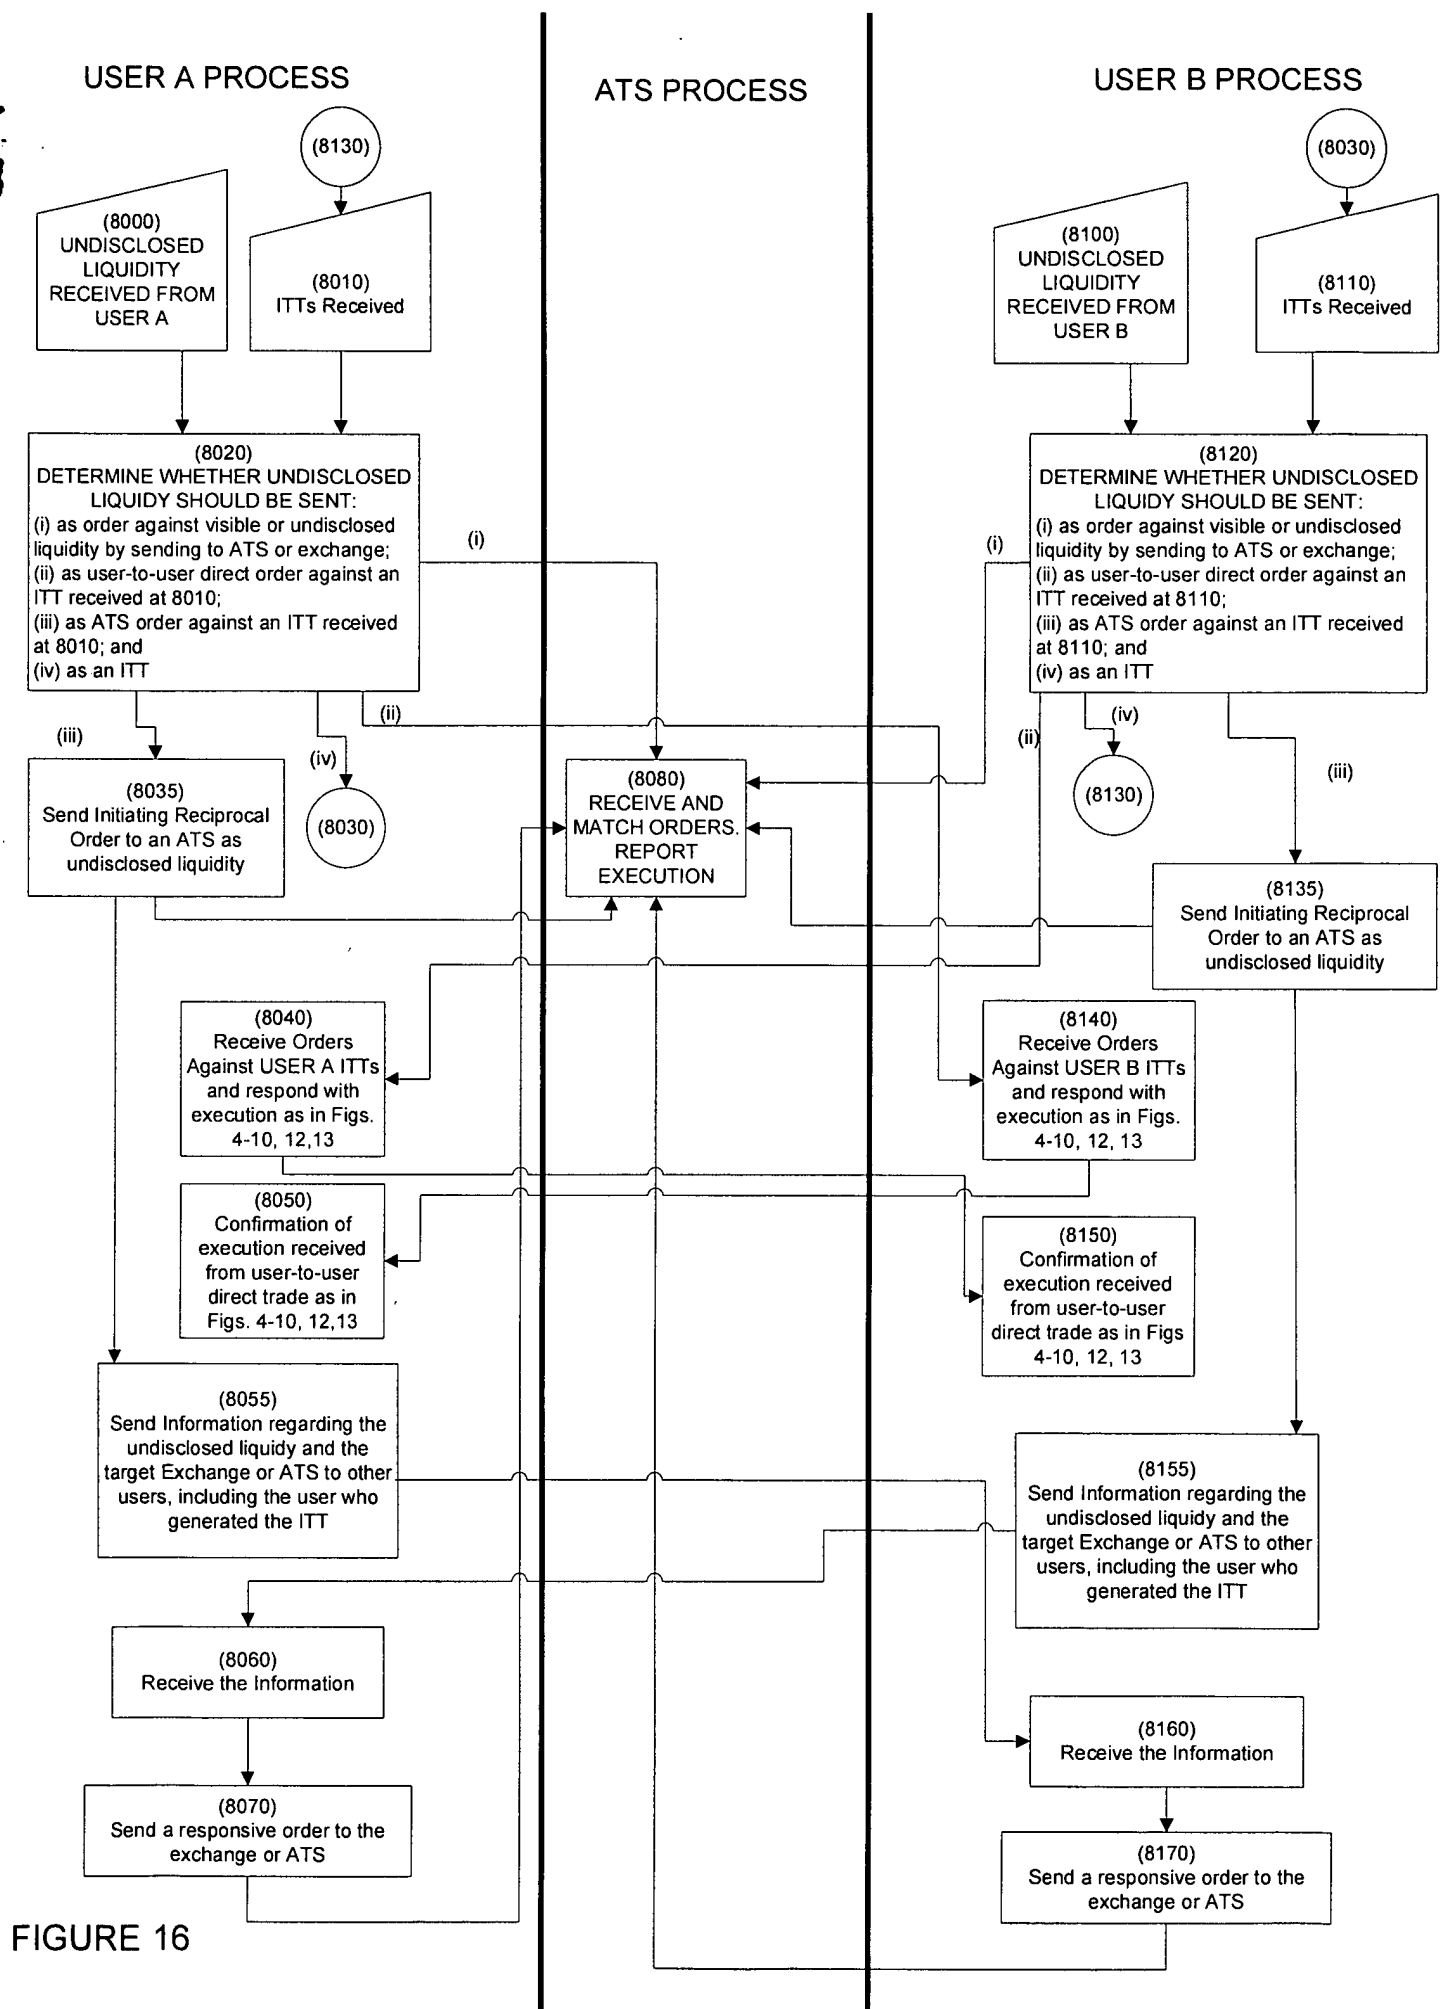 USER A PROCESS
ATS PROCESS
USER B PROCESS
(8130)
(8030)
(8000)
UNDISCLOSED
LIQUIDITY
RECEIVED FROM
USER A
(8010)
ITTs Received
(8100)
UNDISCLOSED
LIQUIDITY
RECEIVED FROM
USER B
(8110)
ITTs Received
(8020)
DETERMINE WHETHER UNDISCLOSED
LIQUIDY SHOULD BE SENT:
(i) as order against visible or undisclosed
liquidity by sending to ATS or exchange;
(ii) as user-to-user direct order against an
ITT received at 8010;
(iii) as ATS order against an ITT received
at 8010; and
(iv) as an ITT
(i)
(i)
(8120)
DETERMINE WHETHER UNDISCLOSED
LIQUIDY SHOULD BE SENT:
(i) as order against visible or undisclosed
liquidity by sending to ATS or exchange;
(ii) as user-to-user direct order against an
ITT received at 8110;
(iii) as ATS order against an ITT received
at 8110; and
(iv) as an ITT
(iii)
(iv)
(ii)
(ii)
(iv)
(iii)
(8035)
Send Initiating Reciprocal
Order to an ATS as
undisclosed liquidity
(8030)
(8080)
RECEIVE AND
MATCH ORDERS.
REPORT
EXECUTION
(8130)
(8135)
Send Initiating Reciprocal
Order to an ATS as
undisclosed liquidity
(8040)
Receive Orders
Against USER A ITTs
and respond with
execution as in Figs.
4-10, 12,13
(8140)
Receive Orders
Against USER B ITTs
and respond with
execution as in Figs.
4-10, 12, 13
(8050)
Confirmation of
execution received
from user-to-user
direct trade as in
Figs. 4-10, 12,13
(8150)
Confirmation of
execution received
from user-to-user
direct trade as in Figs
4-10, 12, 13
(8055)
Send Information regarding the
undisclosed liquidy and the
target Exchange or ATS to other
users, including the user who
generated the ITT
(8155)
Send Information regarding the
undisclosed liquidy and the
target Exchange or ATS to other
users, including the user who
generated the ITT
(8060)
Receive the Information
(8160)
Receive the Information
(8070)
Send a responsive order to the
exchange or ATS
(8170)
Send a responsive order to the
exchange or ATS
FIGURE 16